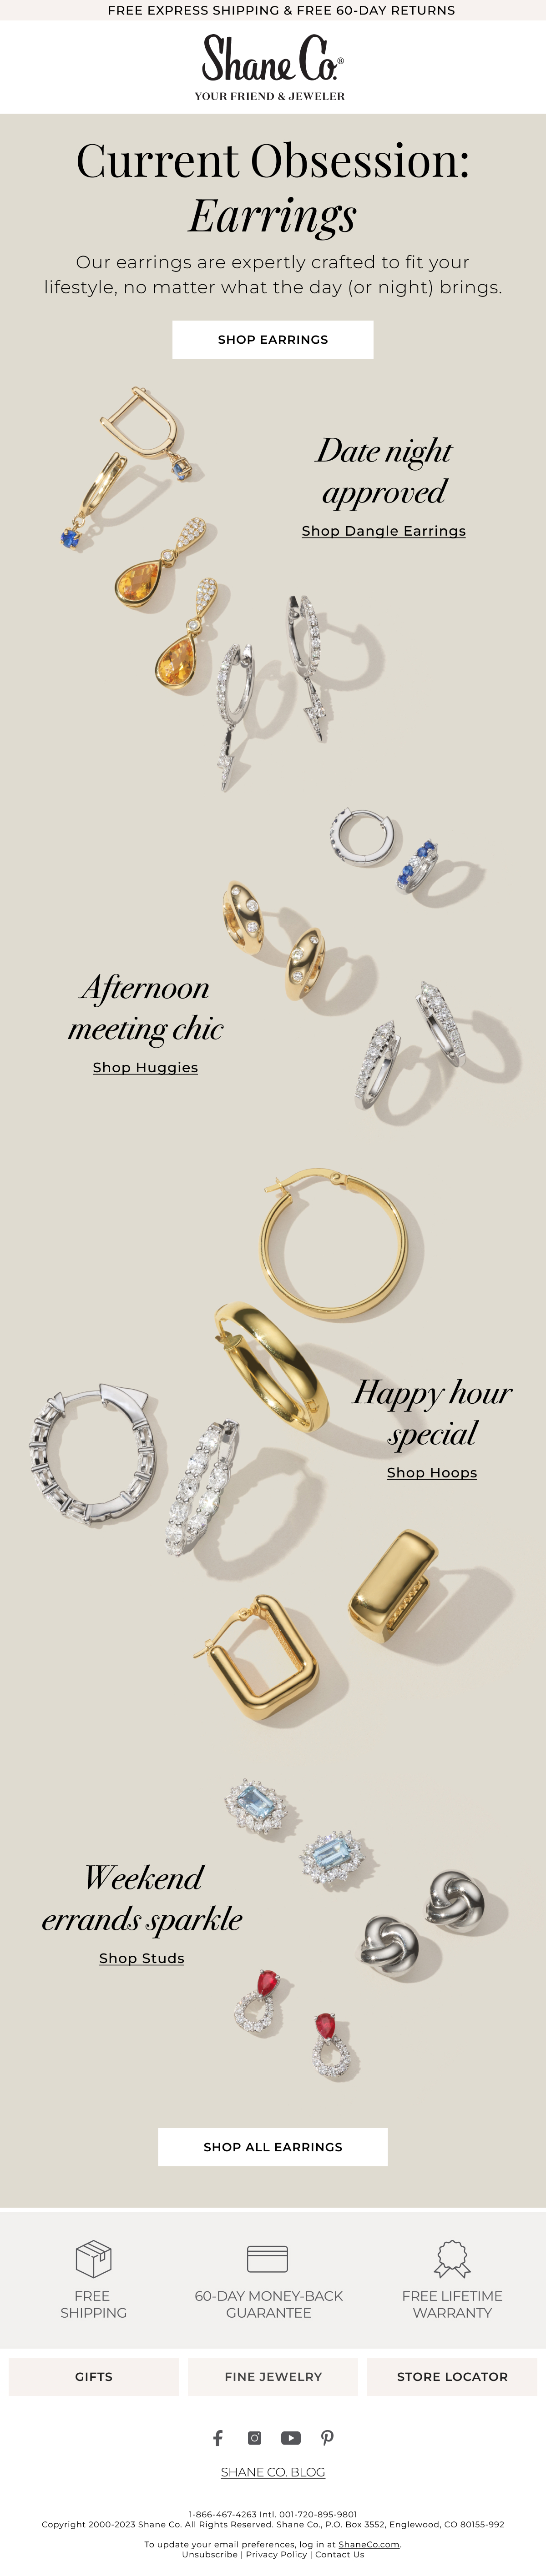 FREE EXPRESS SHIPPING & FREE 60-DAY RETURNS
Shane Co.®
YOUR FRIEND & JEWELER
Current Obsession:
Earrings
Our earrings are expertly crafted to fit your
lifestyle, no matter what the day (or night) brings.
SHOP EARRINGS
Date night
approved
Shop Dangle Earrings
Afternoon
meeting chic
Shop Huggies
Happy hour
special
Shop Hoops
Weekend
errands sparkle
Shop Studs
SHOP ALL EARRINGS
FREE
SHIPPING
60-DAY MONEY-BACK
GUARANTEE
FREE LIFETIME
WARRANTY
GIFTS
FINE JEWELRY
STORE LOCATOR
SHANE CO. BLOG
1-866-467-4263 Intl. 001-720-895-9801
Copyright 2000-2023 Shane Co. All Rights Reserved. Shane Co., P.O. Box 3552, Englewood, CO 80155-992
To update your email preferences, log in at ShaneCo.com.
Unsubscribe | Privacy Policy | Contact Us